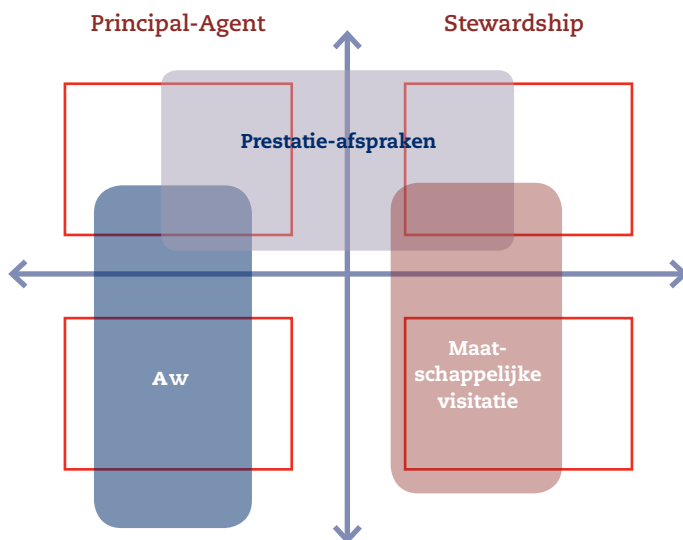 Principal-Agent
Stewardship
Prestatie-afspraken
Aw
Maat-
schappelijke
visitatie